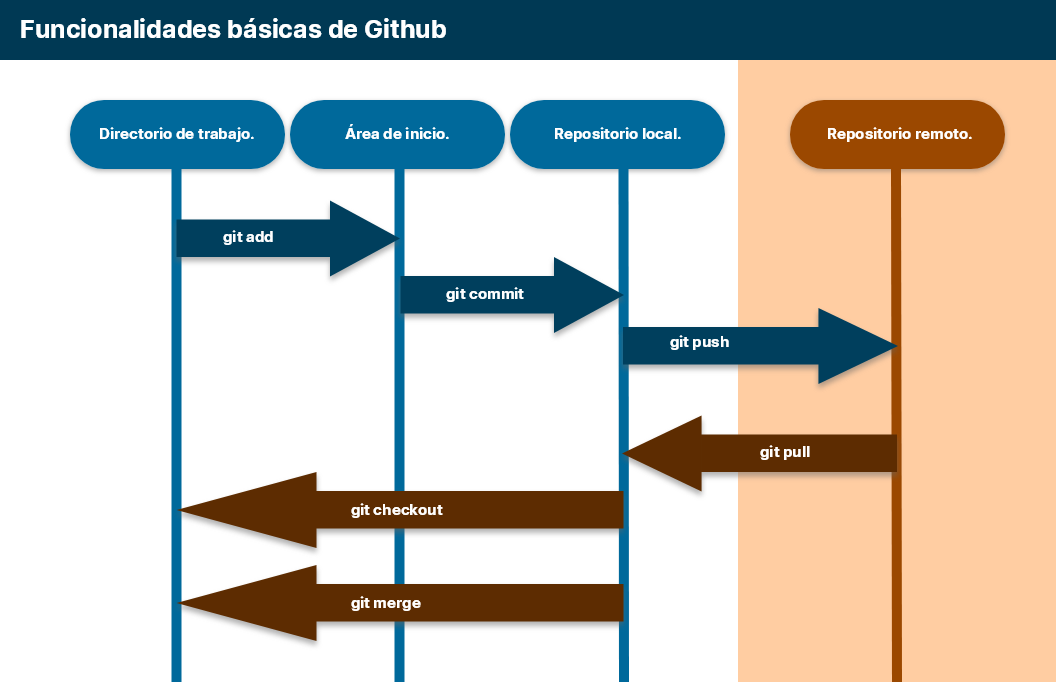 Funcionalidades básicas de Github
Directorio de trabajo.
Área de inicio.
Repositorio local.
Repositorio remoto.
git add
git commit
git push
git pull
git checkout
git merge